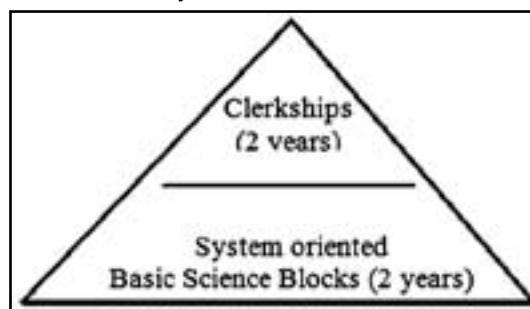 Clerkships
(2 years)
System oriented
Basic Science Blocks (2 years)